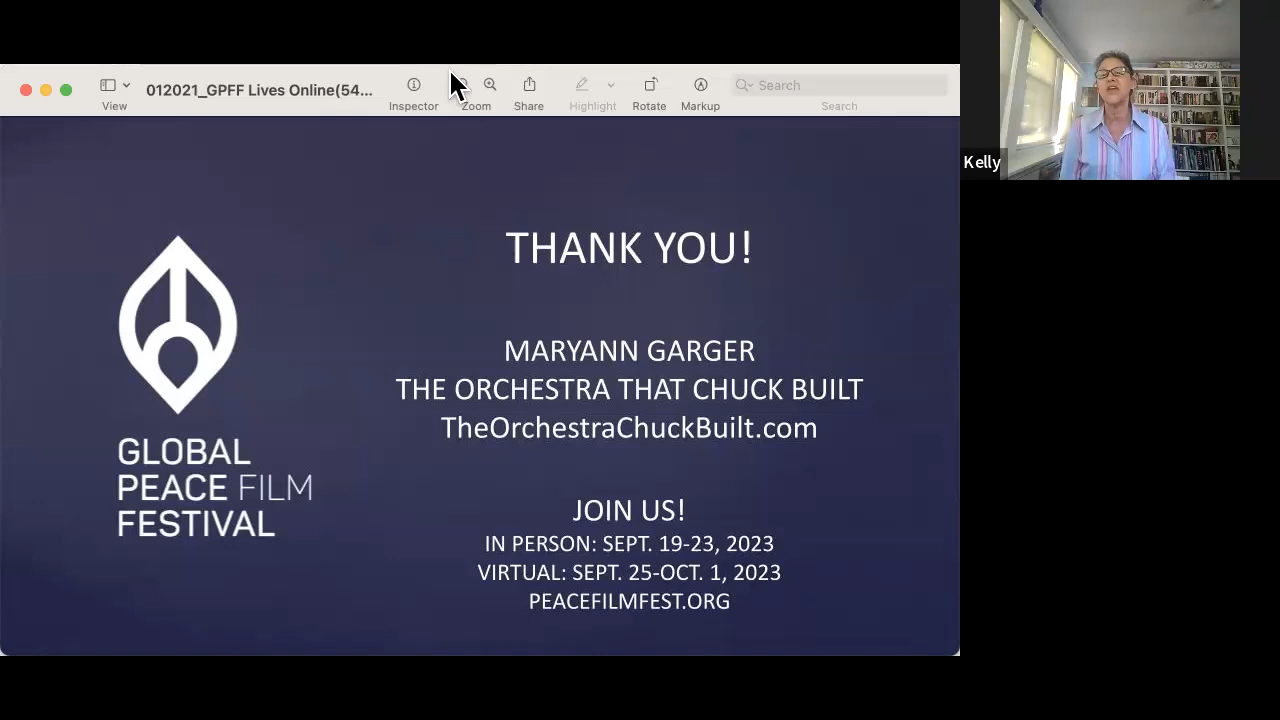 012021_GPFF Lives Online(54...
View
Inspector
Zoom
Share
Highlight
Rotate
Markup
Search
Search
Kelly
THANK YOU!
MARYANN GARGER
THE ORCHESTRA THAT CHUCK BUILT
TheOrchestraChuckBuilt.com
GLOBAL
PEACE FILM
FESTIVAL
JOIN US!
IN PERSON: SEPT. 19-23, 2023
VIRTUAL: SEPT. 25-OCT. 1, 2023
PEACEFILMFEST.ORG